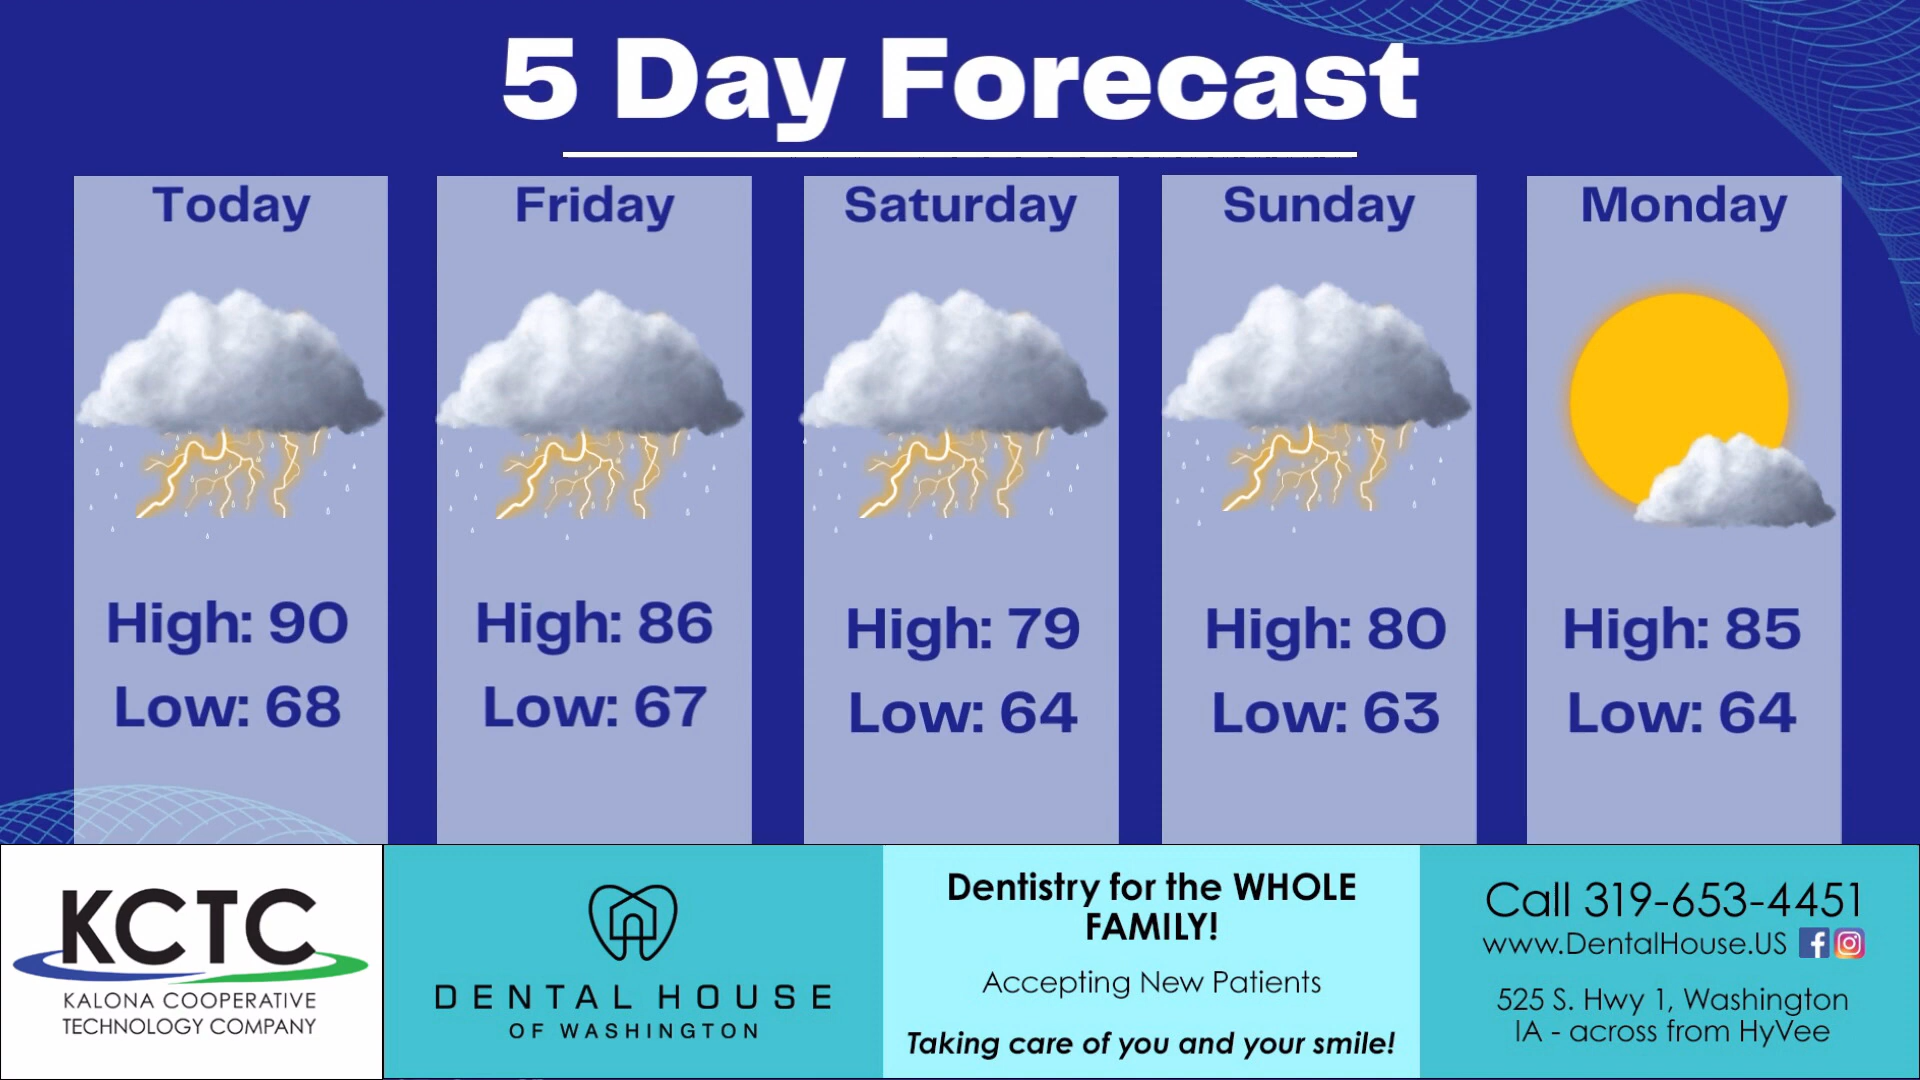 5 Day Forecast
Today
High: 90
Low: 68
Friday
High: 86
Low: 67
Saturday
High: 79
Low: 64
Sunday
High: 80
Low: 63
Monday
High: 85
Low: 64
KCTC
KALONA COOPERATIVE
TECHNOLOGY COMPANY
DENTAL HOUSE
OF WASHINGTON
Dentistry for the WHOLE
FAMILY!
Accepting New Patients
Taking care of you and your smile!
Call 319-653-4451
www.DentalHouse.US
525 S. Hwy 1, Washington
IA - across from HyVee